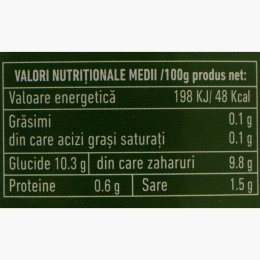 VALORI NUTRIȚIONALE MEDII /100g produs net:
Valoare energetică 198 KJ/ 48 Kcal
Grăsimi 0.1 g
din care acizi grași saturați 0.1 g
Glucide 10.3 g din care zaharuri 9.8 g
Proteine 0.6 g Sare 1.5 g